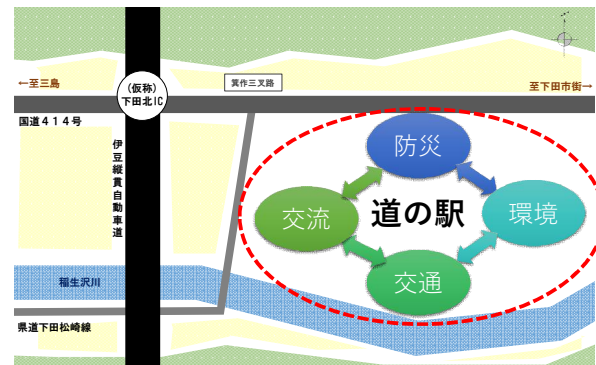 ←至三島
(仮称)
下田北IC
箕作三叉路
至下田市街→
国道414号
伊豆縦貫自動車道
防災
交流
道の駅
環境
交通
稲生沢川
県道下田松崎線